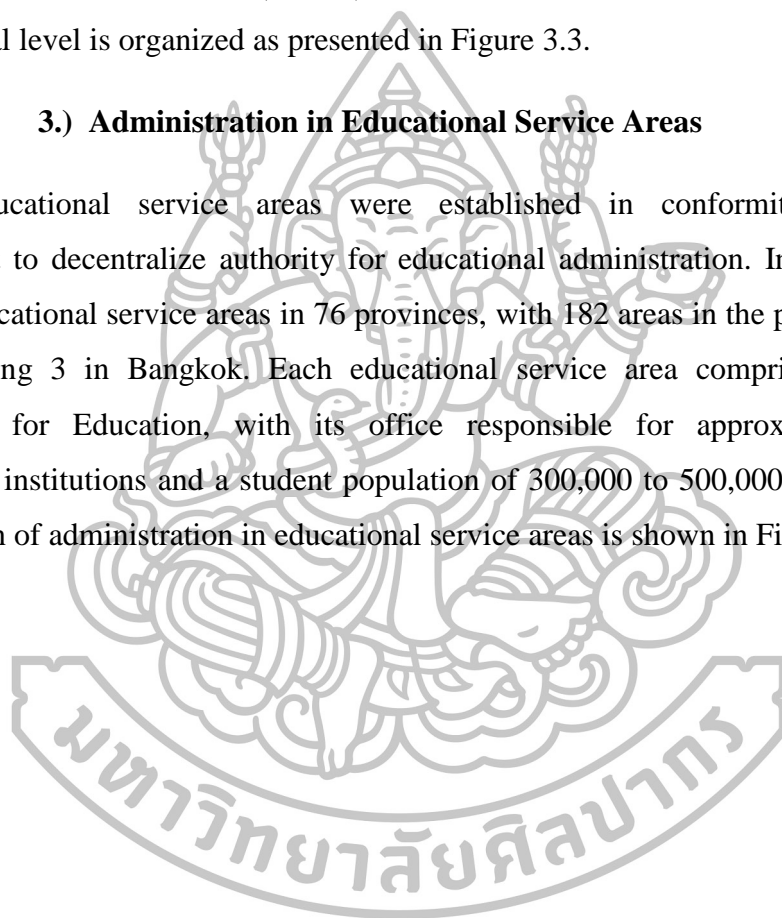 al level is organized as presented in Figure 3.3.
3.) Administration in Educational Service Areas
ucational service areas were established in conformit
to decentralize authority for educational administration. In
cational service areas in 76 provinces, with 182 areas in the p
ng 3 in Bangkok. Each educational service area compri
for Education, with its office responsible for approx
institutions and a student population of 300,000 to 500,000
n of administration in educational service areas is shown in Fi
มหาวิทยาลัยศิลปากร